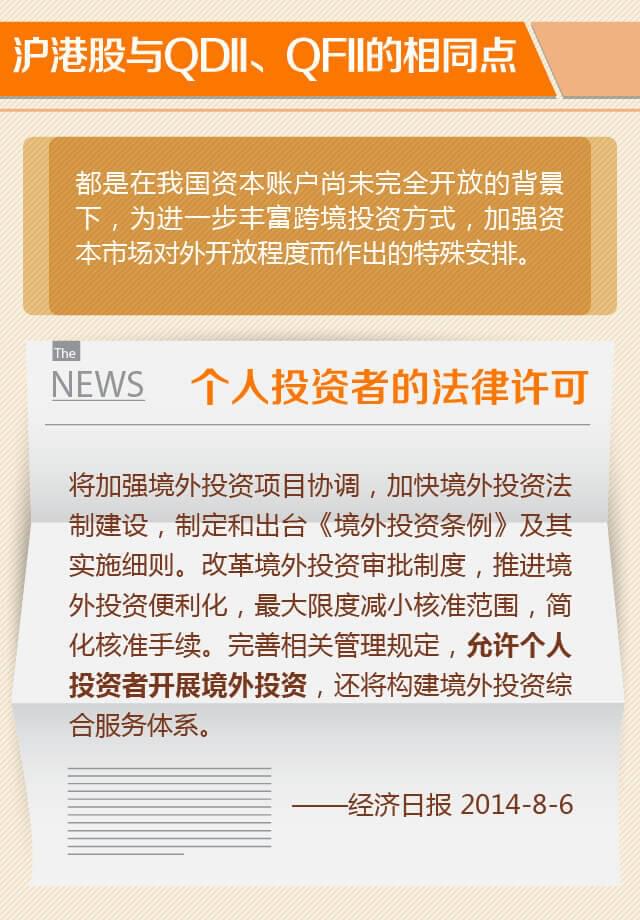 沪港股与QDII、QFII的相同点
都是在我国资本账户尚未完全开放的背景
下，为进一步丰富跨境投资方式，加强资
本市场对外开放程度而作出的特殊安排。
The
NEWS
个人投资者的法律许可
将加强境外投资项目协调，加快境外投资法
制建设，制定和出台《境外投资条例》及其
实施细则。改革境外投资审批制度，推进境
外投资便利化，最大限度减小核准范围，简
化核准手续。完善相关管理规定，允许个人
投资者开展境外投资，还将构建境外投资综
合服务体系。
——经济日报 2014-8-6